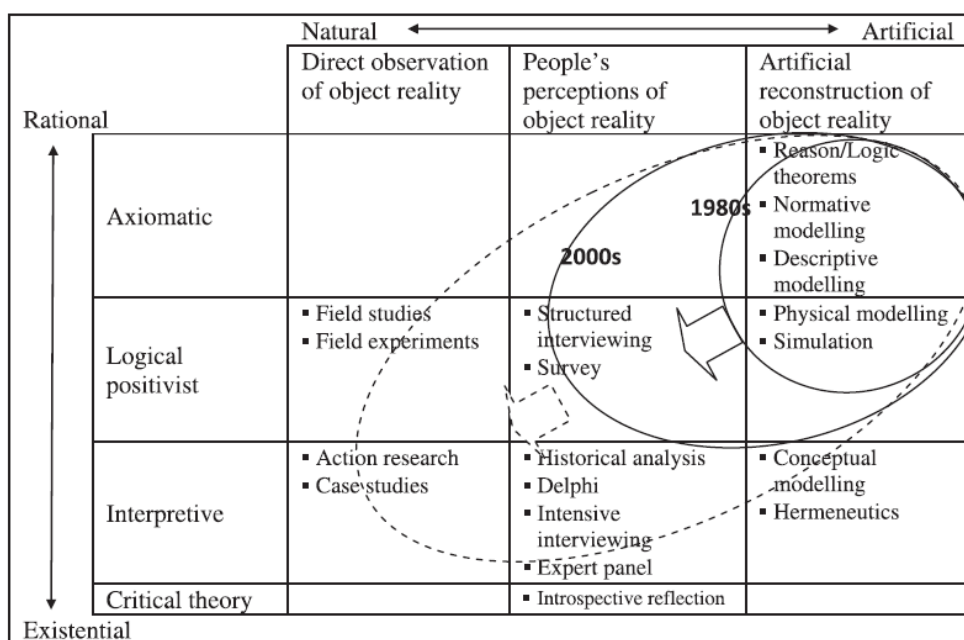 Natural
Artificial
Direct observation
of object reality
People's
perceptions of
object reality
Artificial
reconstruction of
object reality
Rational
Axiomatic
▪ Reason/Logic
theorems
▪ Normative
modelling
▪ Descriptive
modelling
1980s
2000s
Logical
positivist
▪ Field studies
▪ Field experiments
▪ Structured
interviewing
▪ Survey
▪ Physical modelling
▪ Simulation
Interpretive
▪ Action research
▪ Case studies
▪ Historical analysis
▪ Delphi
▪ Intensive
interviewing
▪ Expert panel
▪ Conceptual
modelling
▪ Hermeneutics
Critical theory
▪ Introspective reflection
Existential